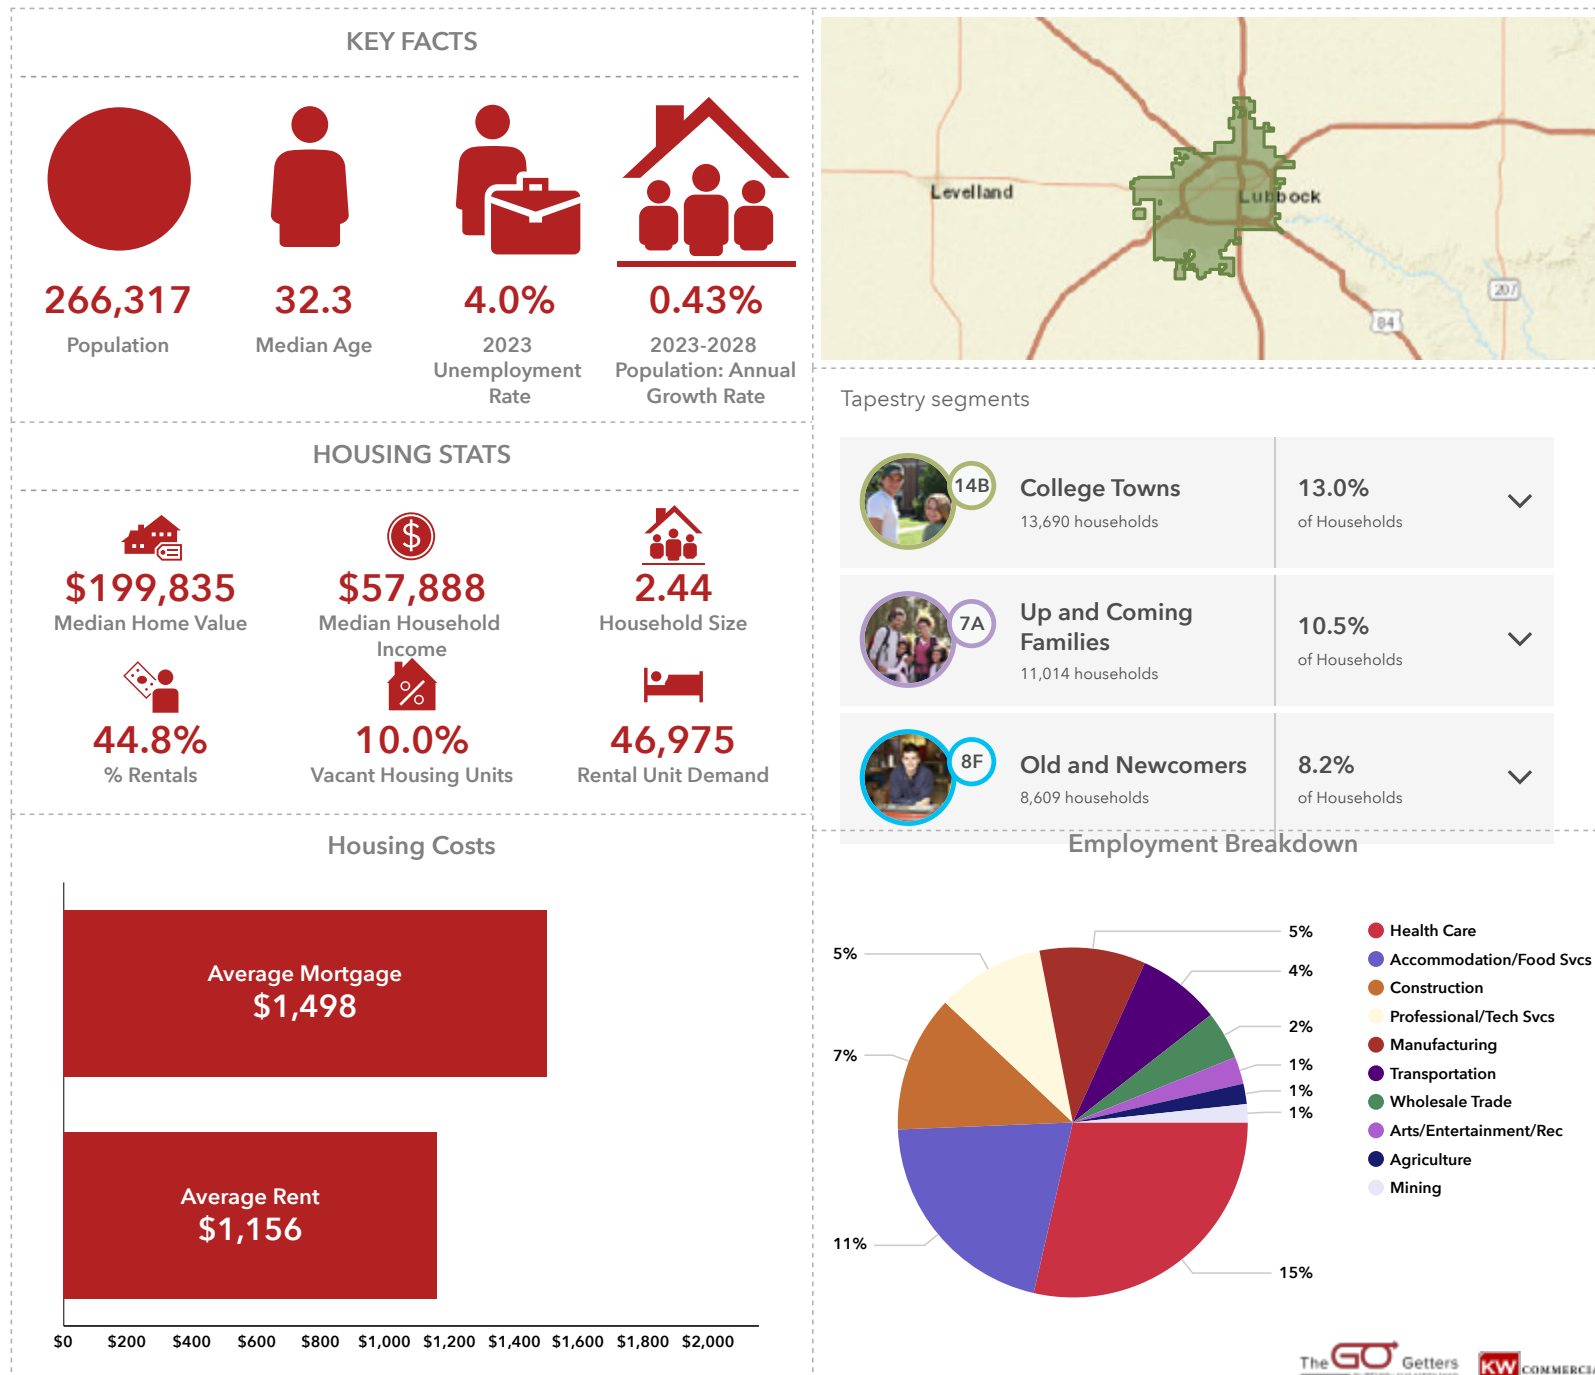 KEY FACTS
266,317
Population
32.3
Median Age
4.0%
2023
Unemployment
Rate
0.43%
2023-2028
Population: Annual
Growth Rate
Levelland
Lubbock
207
84
HOUSING STATS
$199,835
Median Home Value
$57,888
Median Household
Income
2.44
Household Size
44.8%
% Rentals
10.0%
Vacant Housing Units
46,975
Rental Unit Demand
Tapestry segments
14B
College Towns
13,690 households
13.0%
of Households
7A
Up and Coming
Families
11,014 households
10.5%
of Households
8F
Old and Newcomers
8,609 households
8.2%
of Households
Housing Costs
Average Mortgage
$1,498
Average Rent
$1,156
$0 $200 $400 $600 $800 $1,000 $1,200 $1,400 $1,600 $1,800 $2,000
Employment Breakdown
5%
5%
4%
2%
7%
1%
1%
1%
11%
15%
Health Care
Accommodation/Food Svcs
Construction
Professional/Tech Svcs
Manufacturing
Transportation
Wholesale Trade
Arts/Entertainment/Rec
Agriculture
Mining
The GO Getters
KW COMMERCIA